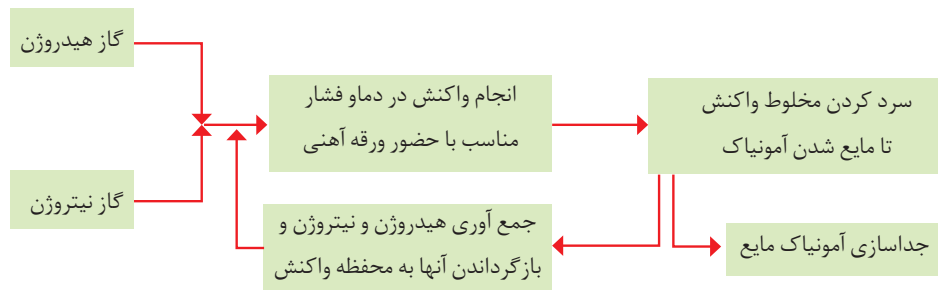 گاز هیدروژن
گاز نیتروژن
انجام واکنش در دماو فشار
مناسب با حضور ورقه آهنی
سرد کردن مخلوط واکنش
تا مایع شدن آمونیاک
جمع آوری هیدروژن و نیتروژن و
بازگرداندن آنها به محفظه واکنش
جداسازی آمونیاک مایع